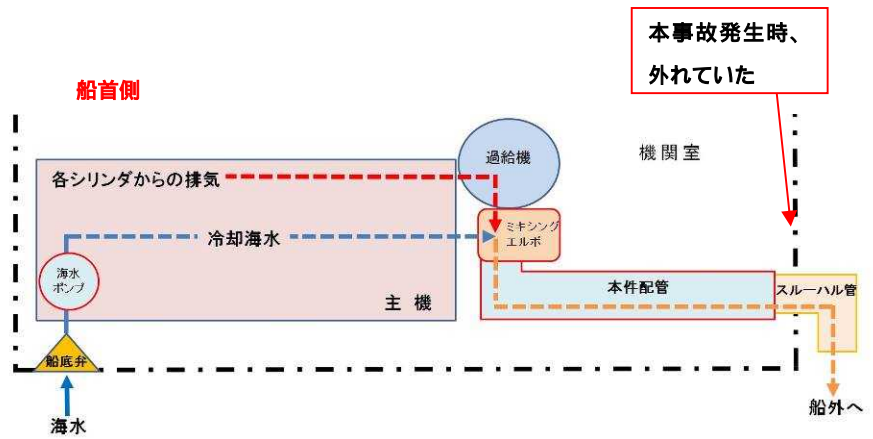 本事故発生時、
外れていた
船首側
過給機
機関室
各シリンダからの排気
ミキシング
エルボ
冷却海水
海水
ポンプ
本件配管
スルーハル管
主機
船底弁
船外へ
海水